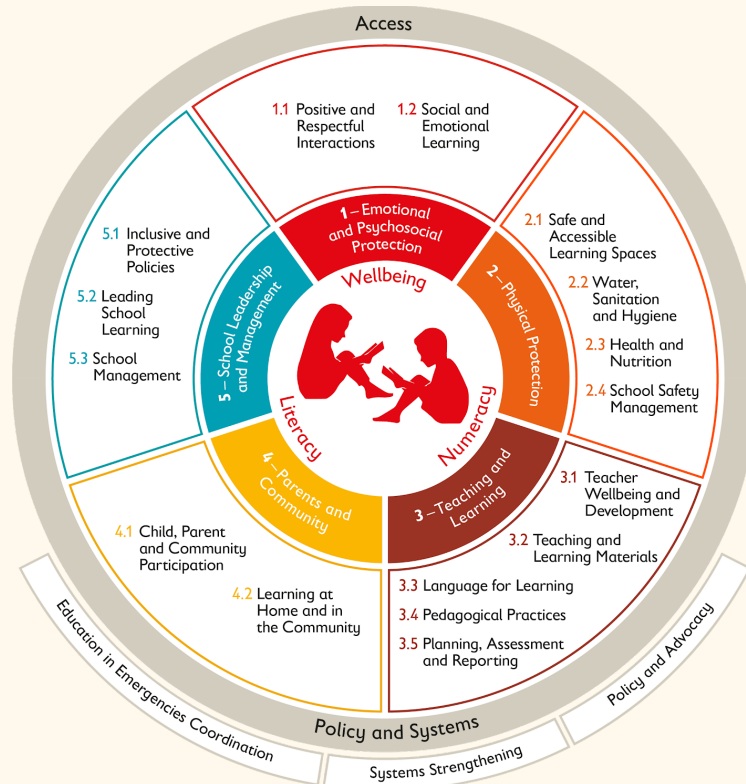 Access
1.1 Positive and
Respectful
Interactions
1.2 Social and
Emotional
Learning
1 – Emotional
and Psychosocial
Protection
2.1 Safe and
Accessible
Learning Spaces
2.2 Water,
Sanitation
and Hygiene
2.3 Health and
Nutrition
2.4 School Safety
Management
2 – Physical Protection
3.1 Teacher
Wellbeing and
Development
3.2 Teaching and
Learning Materials
3.3 Language for Learning
3.4 Pedagogical Practices
3.5 Planning, Assessment
and Reporting
3 – Teaching and
Learning
4.1 Child, Parent
and Community
Participation
4.2 Learning at
Home and in
the Community
4 – Parents and
Community
5.1 Inclusive and
Protective
Policies
5.2 Leading
School
Learning
5.3 School
Management
5 – School Leadership
and Management
Wellbeing
Literacy
Numeracy
Policy and Systems
Education in Emergencies Coordination
Systems Strengthening
Policy and Advocacy